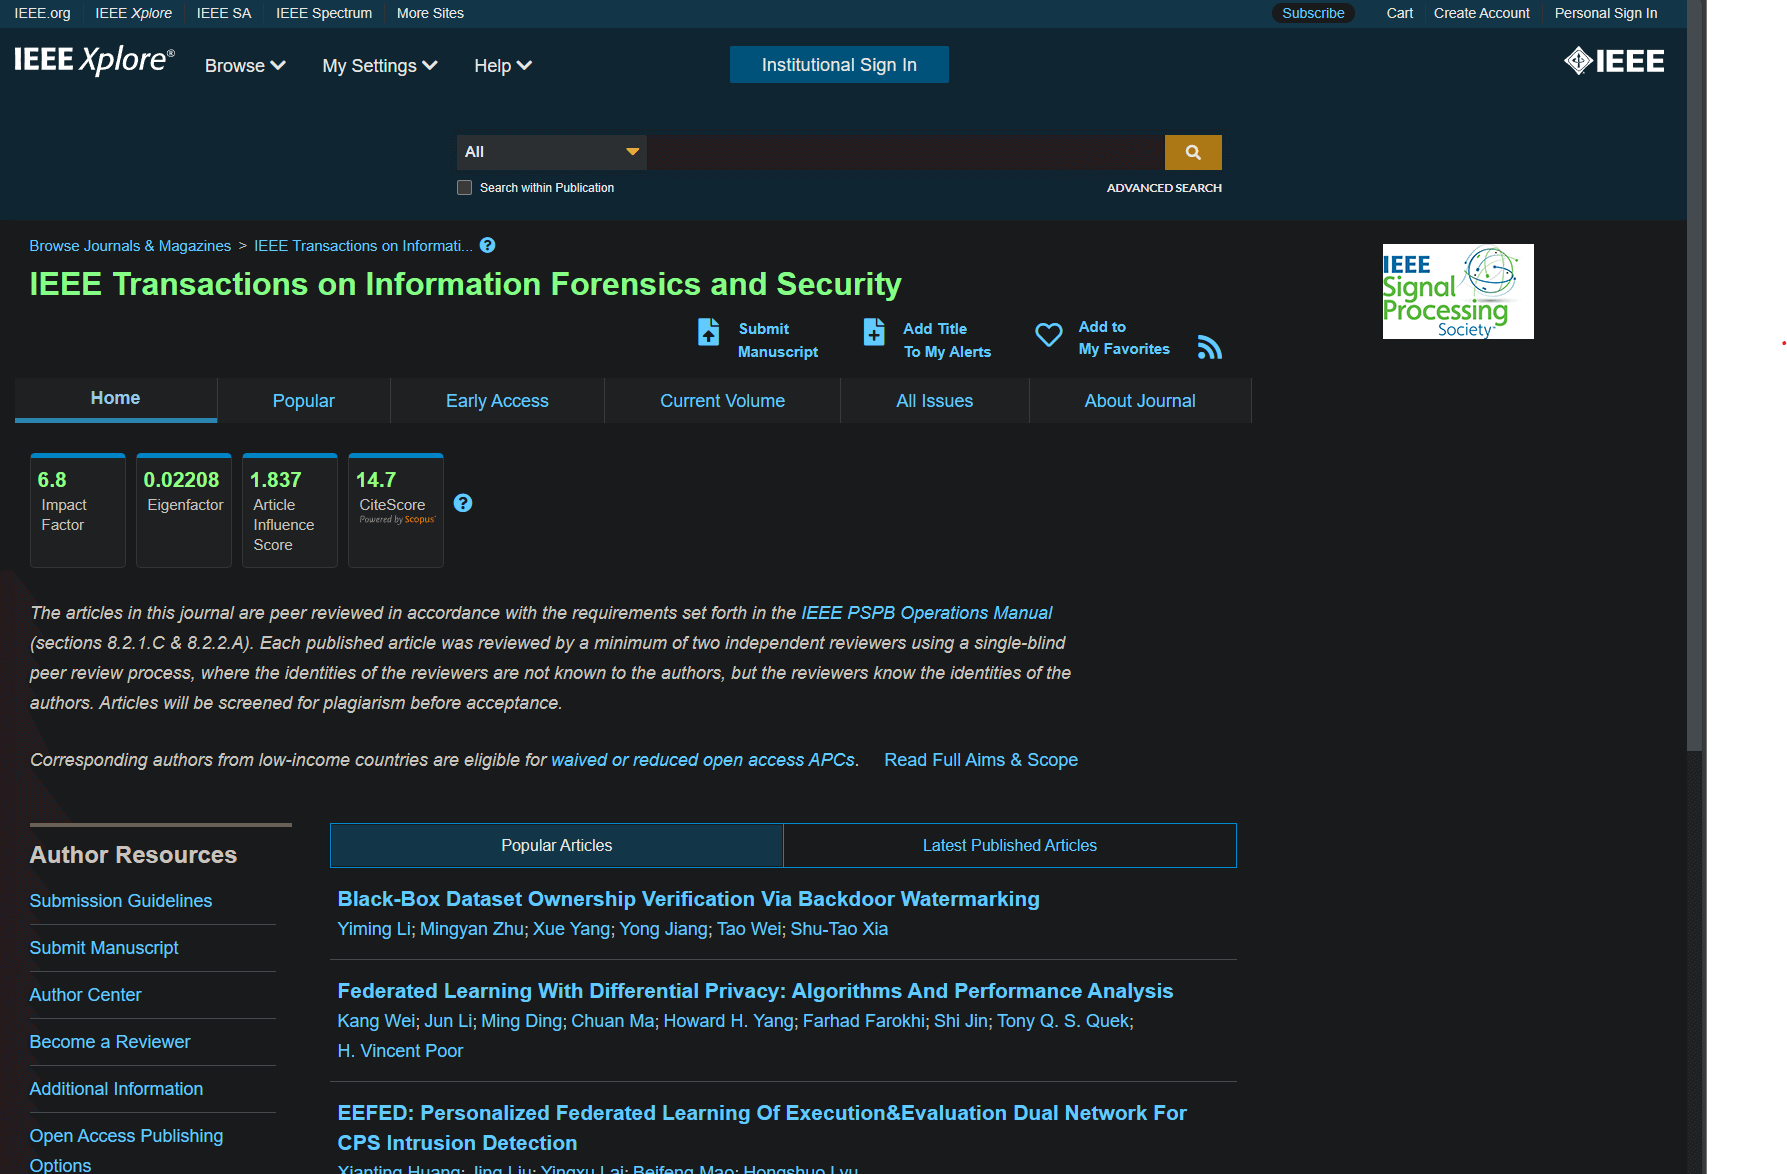 IEEE.org IEEE Xplore IEEE SA IEEE Spectrum More Sites Subscribe Cart Create Account Personal Sign In
IEEE Xplore® Browse My Settings Help Institutional Sign In IEEE
All
Search within Publication ADVANCED SEARCH
Browse Journals & Magazines > IEEE Transactions on Informati... ?
IEEE Transactions on Information Forensics and Security
IEEE
Signal
Processing
Society
Submit
Manuscript
Add Title
To My Alerts
Add to
My Favorites
Home Popular Early Access Current Volume All Issues About Journal
6.8
Impact
Factor
0.02208
Eigenfactor
1.837
Article
Influence
Score
14.7
CiteScore
Powered by Scopus®
?
The articles in this journal are peer reviewed in accordance with the requirements set forth in the IEEE PSPB Operations Manual
(sections 8.2.1.C & 8.2.2.A). Each published article was reviewed by a minimum of two independent reviewers using a single-blind
peer review process, where the identities of the reviewers are not known to the authors, but the reviewers know the identities of the
authors. Articles will be screened for plagiarism before acceptance.
Corresponding authors from low-income countries are eligible for waived or reduced open access APCs. Read Full Aims & Scope
Author Resources
Submission Guidelines
Submit Manuscript
Author Center
Become a Reviewer
Additional Information
Open Access Publishing
Options
Popular Articles Latest Published Articles
Black-Box Dataset Ownership Verification Via Backdoor Watermarking
Yiming Li; Mingyan Zhu; Xue Yang; Yong Jiang; Tao Wei; Shu-Tao Xia
Federated Learning With Differential Privacy: Algorithms And Performance Analysis
Kang Wei; Jun Li; Ming Ding; Chuan Ma; Howard H. Yang; Farhad Farokhi; Shi Jin; Tony Q. S. Quek;
H. Vincent Poor
EEFED: Personalized Federated Learning Of Execution&Evaluation Dual Network For
CPS Intrusion Detection
Xianting Huang; Jing Liu; Yingxu Lai; Beifeng Mao; Hongshuo Lyu